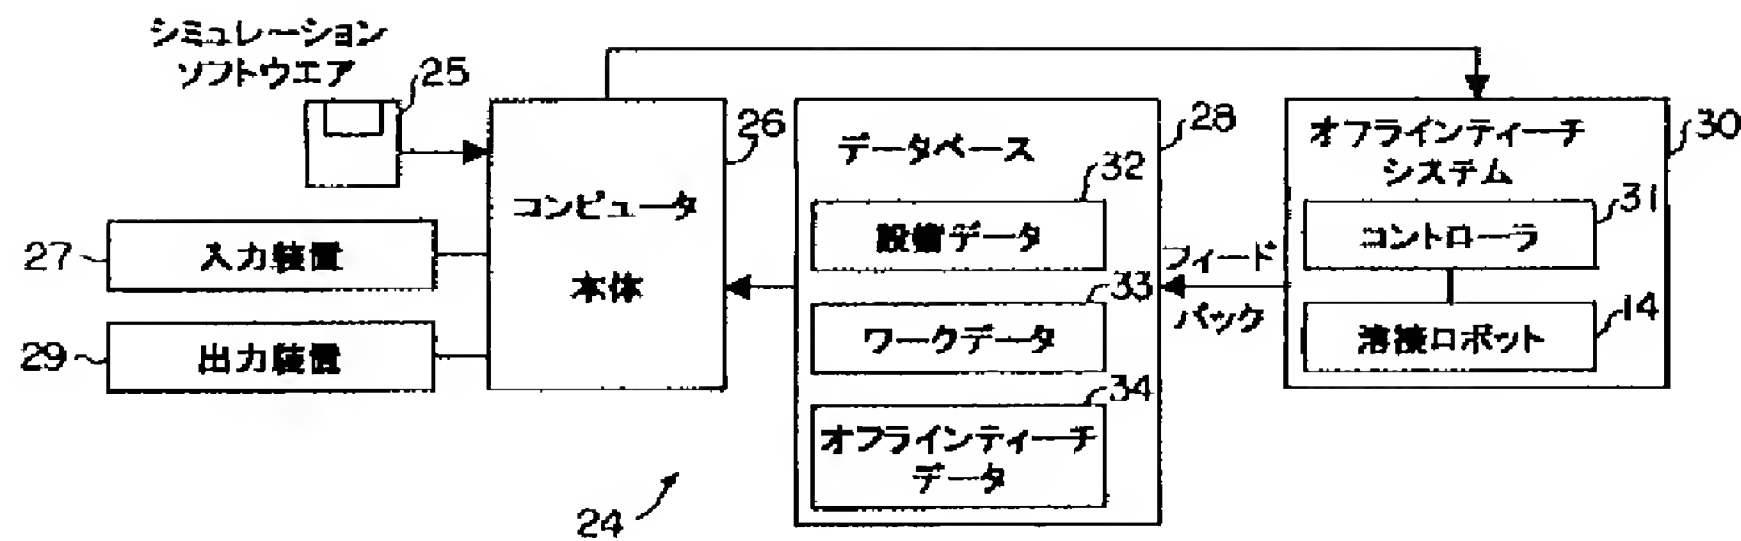 シミュレーション
ソフトウエア
25
コンピュータ
本体
26
27
入力装置
29
出力装置
データベース
28
32
設備データ
33
ワークデータ
34
オフラインティーチ
データ
フィード
バック
オフラインティーチ
システム
30
31
コントローラ
14
溶接ロボット
24